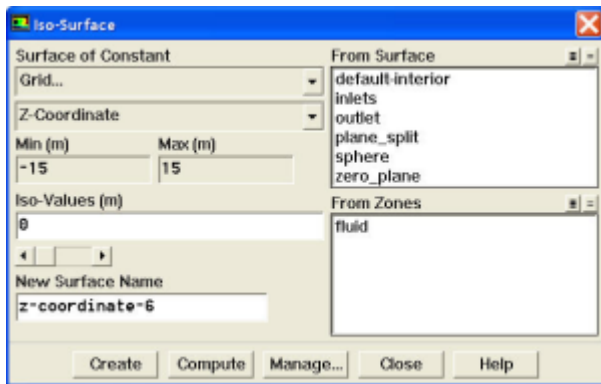 Iso-Surface
Surface of Constant
Grid...
Z-Coordinate
Min (m) Max (m)
-15 15
Iso-Values (m)
0
New Surface Name
z-coordinate-6
From Surface
default-interior
inlets
outlet
plane_split
sphere
zero_plane
From Zones
fluid
Create Compute Manage... Close Help